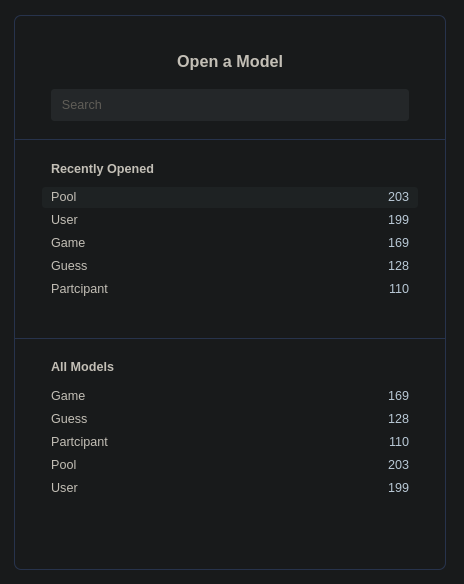 Open a Model
Search
Recently Opened
Pool 203
User 199
Game 169
Guess 128
Partcipant 110
All Models
Game 169
Guess 128
Partcipant 110
Pool 203
User 199